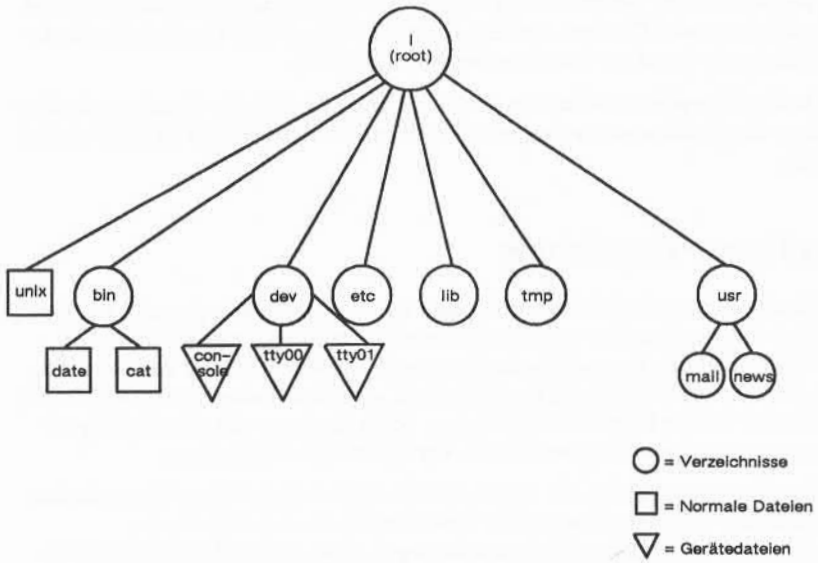 /
(root)
unix
bin
dev
etc
lib
tmp
usr
date
cat
con-
sole
tty00
tty01
mail
news
= Verzeichnisse
= Normale Dateien
= Gerätedateien